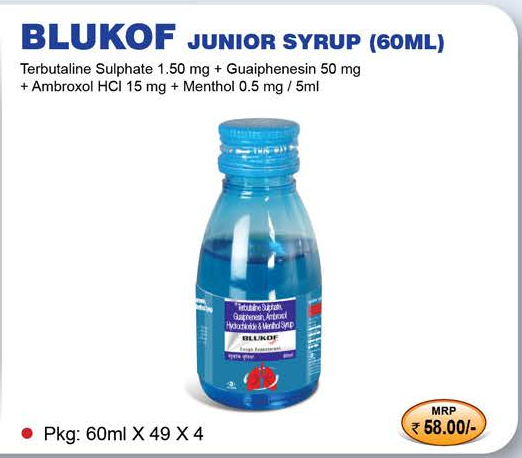 BLUKOF JUNIOR SYRUP (60ML)
Terbutaline Sulphate 1.50 mg + Guaiphenesin 50 mg
+ Ambroxol HCl 15 mg + Menthol 0.5 mg / 5ml
Terbutaline Sulphate,
Guaiphenesin, Ambroxol
Hydrochloride & Menthol Syrup
BLUKOF
60ml
MRP
₹ 58.00/-
Pkg: 60ml X 49 X 4